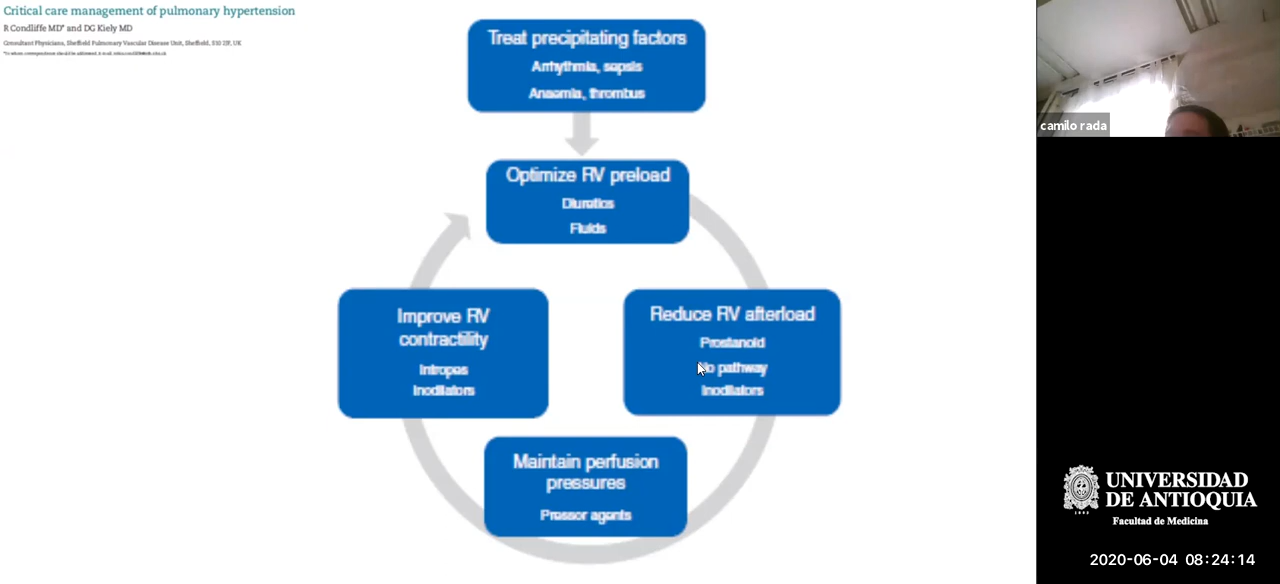 Critical care management of pulmonary hypertension
R Condliffe MD* and DG Kiely MD
Consultant Physicians, Sheffield Pulmonary Vascular Disease Unit, Sheffield, S10 2JF, UK
Treat precipitating factors
Arrhythmia, sepsis
Anaemia, thrombus
Optimize RV preload
Diuratics
Fluids
Improve RV
contractility
Intropes
Inodilators
Reduce RV afterload
Prostanoid
No pathway
Inodilators
Maintain perfusion
pressures
Pressor agents
camilo rada
UNIVERSIDAD
DE ANTIOQUIA
1803
Facultad de Medicina
2020-06-04 08:24:14